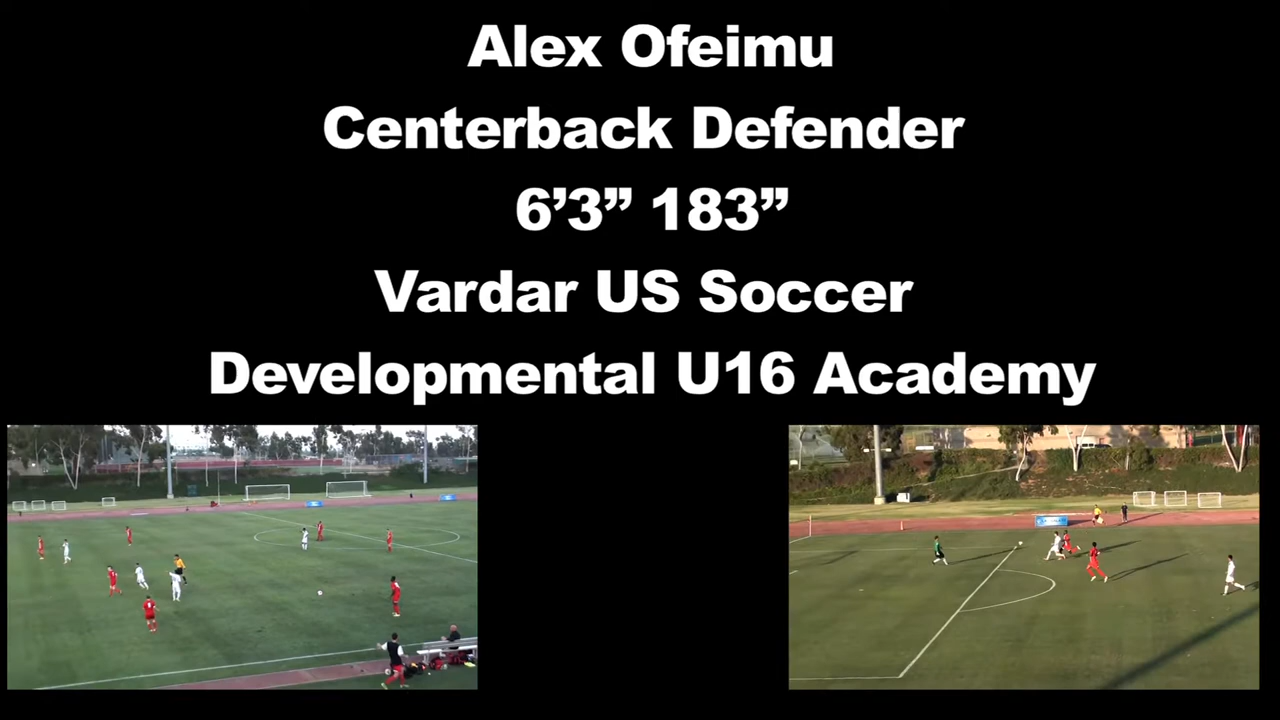 Alex Ofeimu
Centerback Defender
6’3” 183”
Vardar US Soccer
Developmental U16 Academy